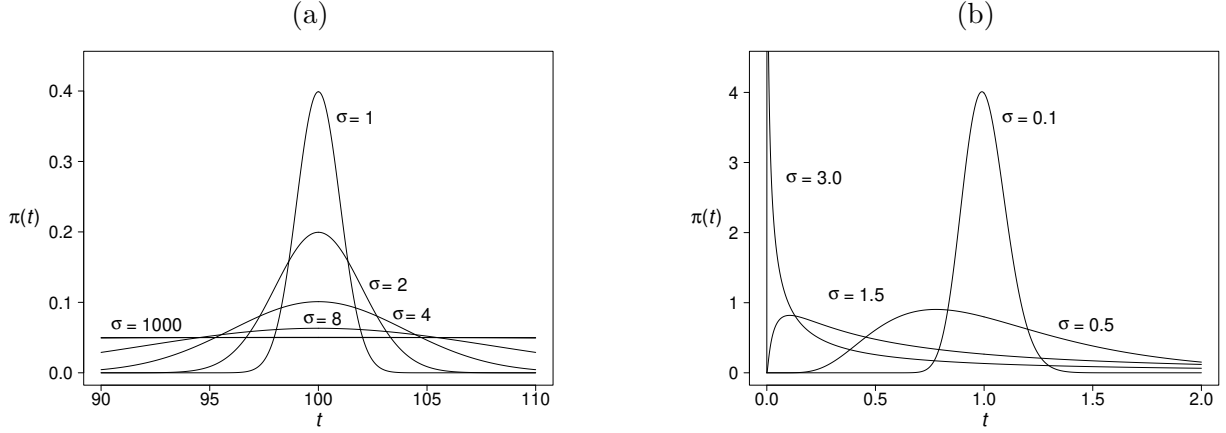 (a)
0.4
0.3
0.2
0.1
0.0
π(t)
σ = 1
σ = 2
σ = 4
σ = 8
σ = 1000
90 95 100 105 110
t
(b)
4
3
2
1
0
π(t)
σ = 0.1
σ = 3.0
σ = 1.5
σ = 0.5
0.0 0.5 1.0 1.5 2.0
t